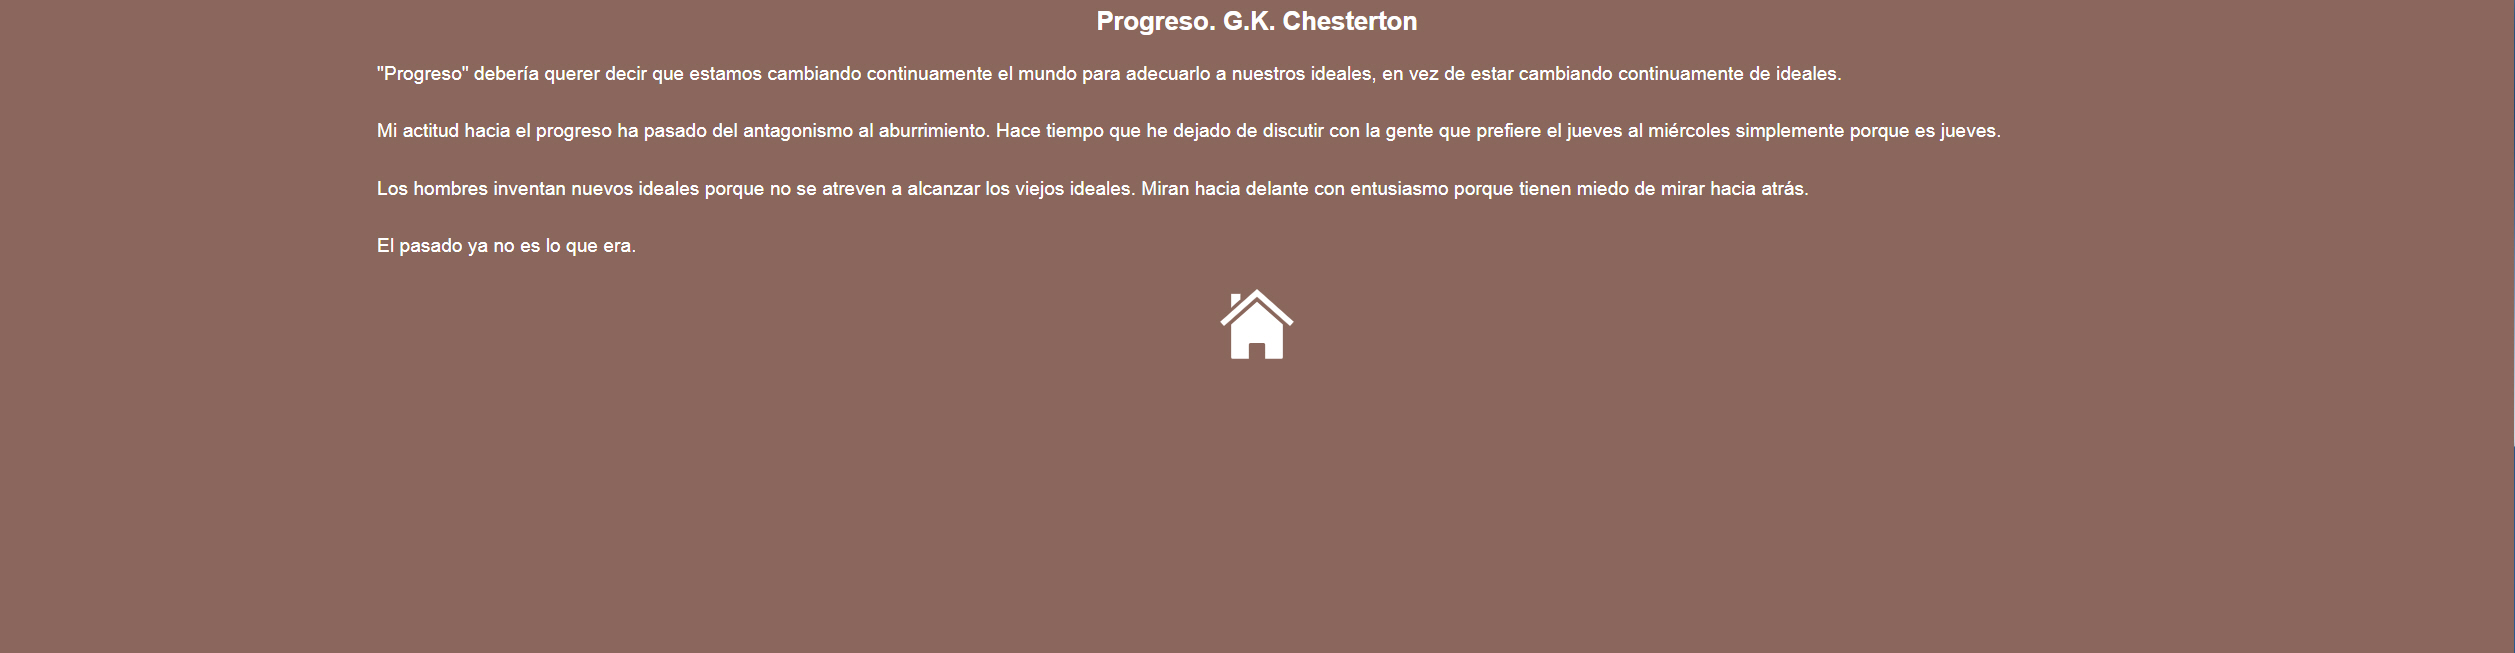 Progreso. G.K. Chesterton
"Progreso" debería querer decir que estamos cambiando continuamente el mundo para adecuarlo a nuestros ideales, en vez de estar cambiando continuamente de ideales.
Mi actitud hacia el progreso ha pasado del antagonismo al aburrimiento. Hace tiempo que he dejado de discutir con la gente que prefiere el jueves al miércoles simplemente porque es jueves.
Los hombres inventan nuevos ideales porque no se atreven a alcanzar los viejos ideales. Miran hacia delante con entusiasmo porque tienen miedo de mirar hacia atrás.
El pasado ya no es lo que era.